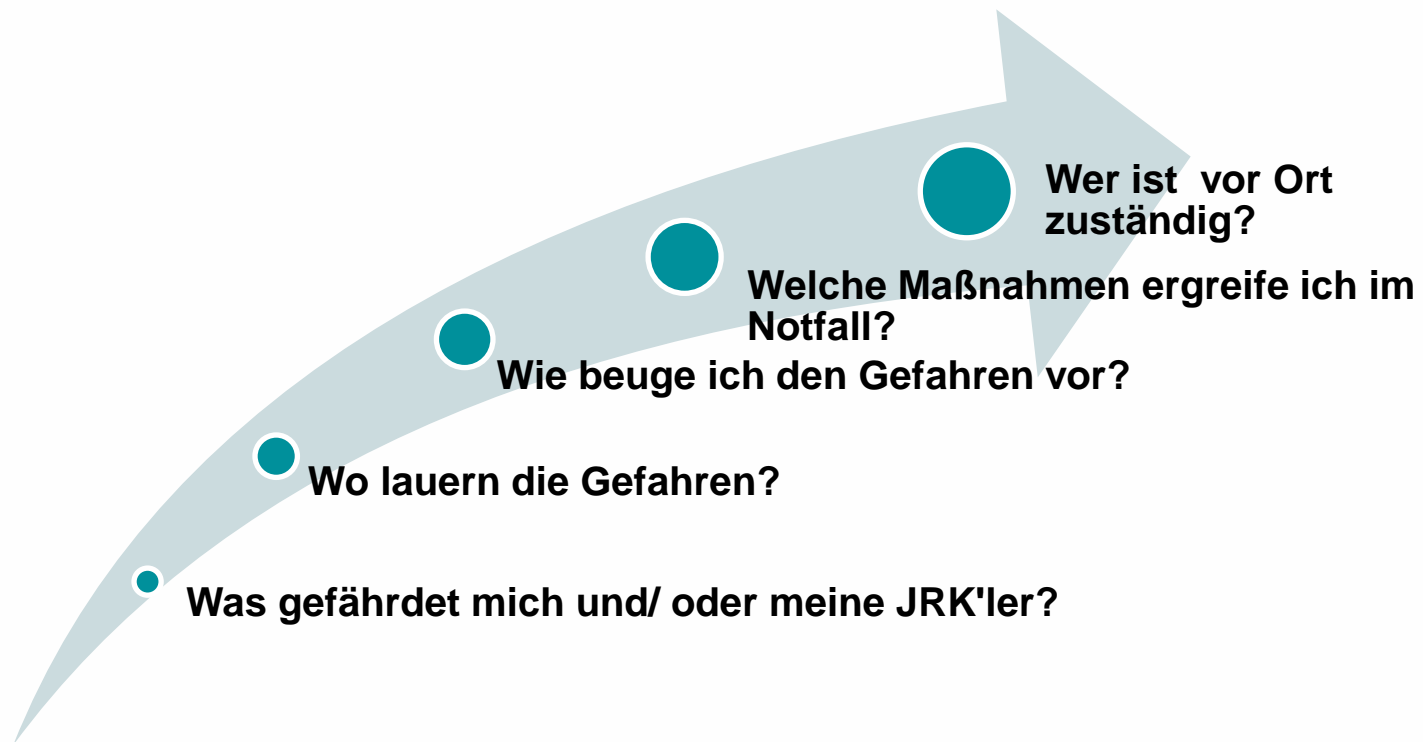 Wer ist vor Ort
zuständig?
Welche Maßnahmen ergreife ich im
Notfall?
Wie beuge ich den Gefahren vor?
Wo lauern die Gefahren?
Was gefährdet mich und/ oder meine JRK'ler?